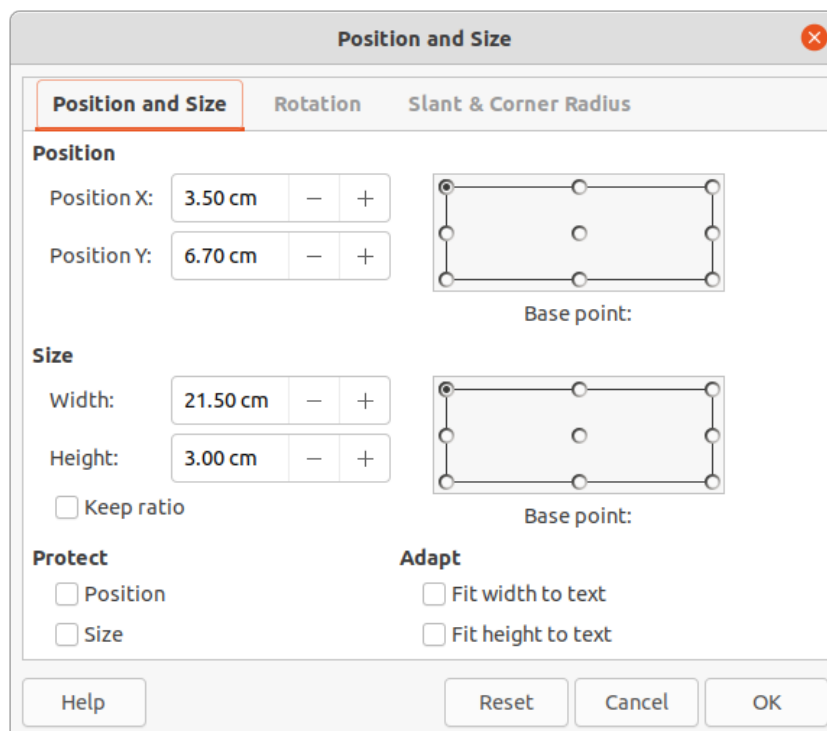 Position and Size
Position and Size Rotation Slant & Corner Radius
Position
Position X: 3.50 cm
Position Y: 6.70 cm
Base point:
Size
Width: 21.50 cm
Height: 3.00 cm
Keep ratio
Base point:
Protect Adapt
Position Fit width to text
Size Fit height to text
Help Reset Cancel OK